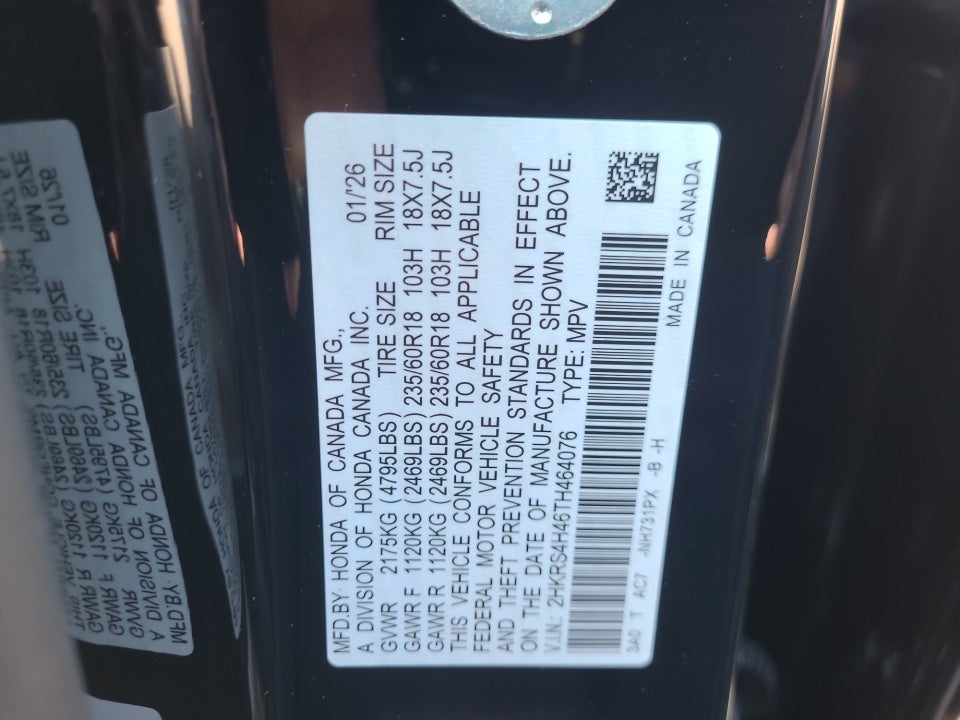 MFD.BY: HONDA OF CANADA MFG., 01/26
A DIVISION OF HONDA CANADA INC.
GVWR 2175KG (4795LBS) TIRE SIZE RIM SIZE
GAWR F 1120KG (2469LBS) 235/60R18 103H 18X7.5J
GAWR R 1120KG (2469LBS) 235/60R18 103H 18X7.5J
THIS VEHICLE CONFORMS TO ALL APPLICABLE
FEDERAL MOTOR VEHICLE SAFETY
AND THEFT PREVENTION STANDARDS IN EFFECT
ON THE DATE OF MANUFACTURE SHOWN ABOVE.
V.I.N.: 2HKRS4H46TH464076 TYPE: MPV
3A0 T AC7 -NH731PX -B -H
MADE IN CANADA